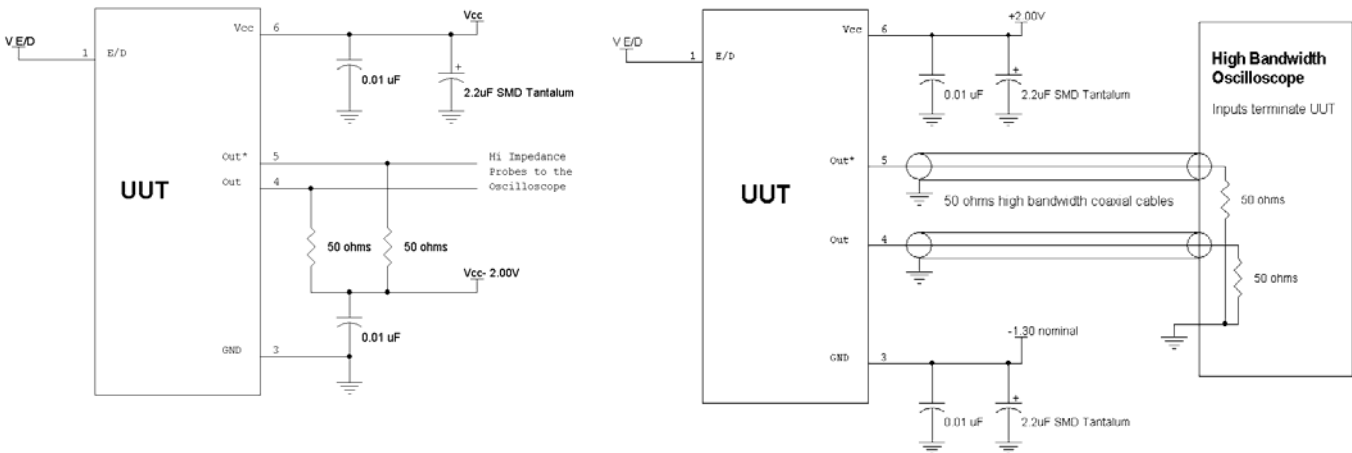 Vcc
V E/D
1
E/D
Vcc
6
0.01 uF
+
2.2uF SMD Tantalum
Out*
5
Out
4
Hi Impedance
Probes to the
Oscilloscope
UUT
50 ohms
50 ohms
Vcc- 2.00V
0.01 uF
GND
3
+2.00V
V E/D
1
E/D
Vcc
6
0.01 uF
+
2.2uF SMD Tantalum
High Bandwidth
Oscilloscope
Inputs terminate UUT
Out*
5
UUT
50 ohms high bandwidth coaxial cables
50 ohms
Out
4
50 ohms
-1.30 nominal
GND
3
0.01 uF
+
2.2uF SMD Tantalum